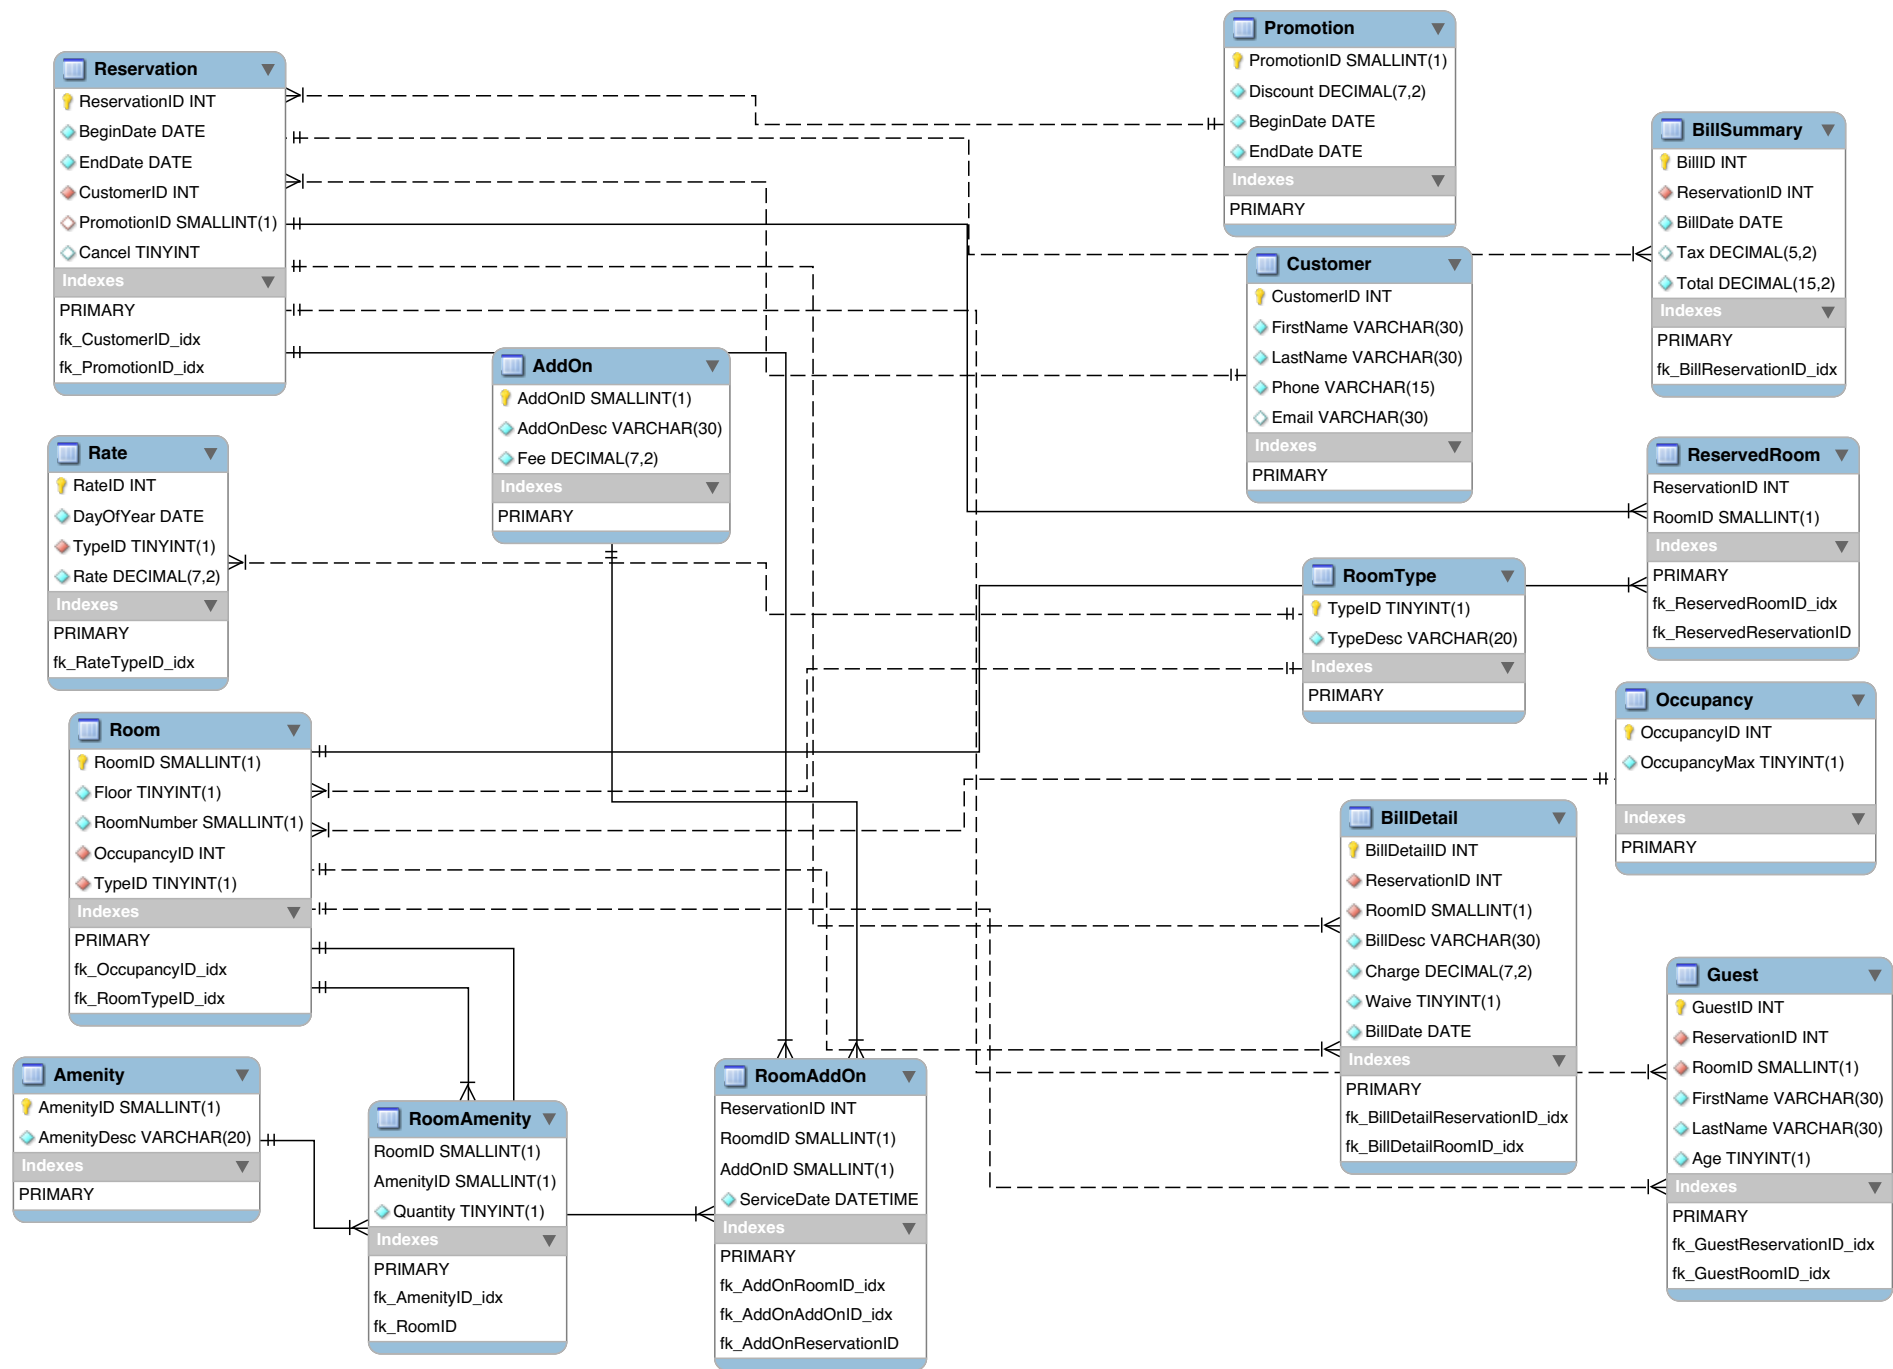 Reservation
ReservationID INT
BeginDate DATE
EndDate DATE
CustomerID INT
PromotionID SMALLINT(1)
Cancel TINYINT
Indexes
PRIMARY
fk_CustomerID_idx
fk_PromotionID_idx
Promotion
PromotionID SMALLINT(1)
Discount DECIMAL(7,2)
BeginDate DATE
EndDate DATE
Indexes
PRIMARY
BillSummary
BillID INT
ReservationID INT
BillDate DATE
Tax DECIMAL(5,2)
Total DECIMAL(15,2)
Indexes
PRIMARY
fk_BillReservationID_idx
Customer
CustomerID INT
FirstName VARCHAR(30)
LastName VARCHAR(30)
Phone VARCHAR(15)
Email VARCHAR(30)
Indexes
PRIMARY
AddOn
AddOnID SMALLINT(1)
AddOnDesc VARCHAR(30)
Fee DECIMAL(7,2)
Indexes
PRIMARY
Rate
RateID INT
DayOfYear DATE
TypeID TINYINT(1)
Rate DECIMAL(7,2)
Indexes
PRIMARY
fk_RateTypeID_idx
ReservedRoom
ReservationID INT
RoomID SMALLINT(1)
Indexes
PRIMARY
fk_ReservedRoomID_idx
fk_ReservedReservationID
RoomType
TypeID TINYINT(1)
TypeDesc VARCHAR(20)
Indexes
PRIMARY
Room
RoomID SMALLINT(1)
Floor TINYINT(1)
RoomNumber SMALLINT(1)
OccupancyID INT
TypeID TINYINT(1)
Indexes
PRIMARY
fk_OccupancyID_idx
fk_RoomTypeID_idx
Occupancy
OccupancyID INT
OccupancyMax TINYINT(1)
Indexes
PRIMARY
BillDetail
BillDetailID INT
ReservationID INT
RoomID SMALLINT(1)
BillDesc VARCHAR(30)
Charge DECIMAL(7,2)
Waive TINYINT(1)
BillDate DATE
Indexes
PRIMARY
fk_BillDetailReservationID_idx
fk_BillDetailRoomID_idx
Guest
GuestID INT
ReservationID INT
RoomID SMALLINT(1)
FirstName VARCHAR(30)
LastName VARCHAR(30)
Age TINYINT(1)
Indexes
PRIMARY
fk_GuestReservationID_idx
fk_GuestRoomID_idx
Amenity
AmenityID SMALLINT(1)
AmenityDesc VARCHAR(20)
Indexes
PRIMARY
RoomAmenity
RoomID SMALLINT(1)
AmenityID SMALLINT(1)
Quantity TINYINT(1)
Indexes
PRIMARY
fk_AmenityID_idx
fk_RoomID
RoomAddOn
ReservationID INT
RoomdID SMALLINT(1)
AddOnID SMALLINT(1)
ServiceDate DATETIME
Indexes
PRIMARY
fk_AddOnRoomID_idx
fk_AddOnAddOnID_idx
fk_AddOnReservationID